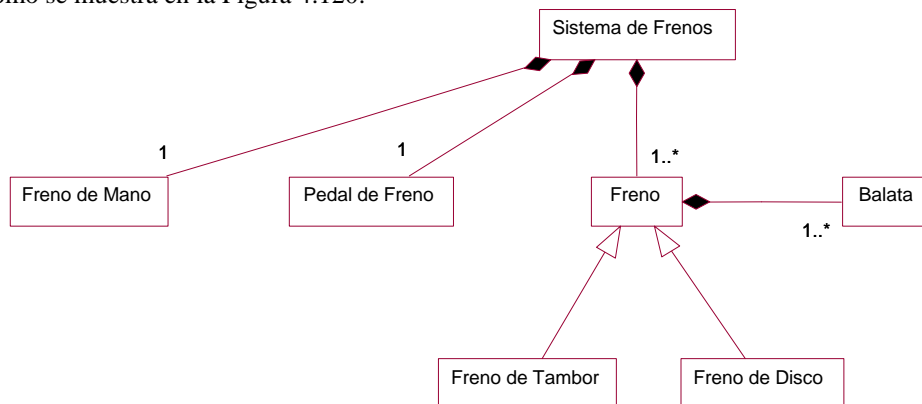 como se muestra en la Figura 4.120.
Sistema de Frenos
1
1
1..*
Freno de Mano
Pedal de Freno
Freno
Balata
1..*
Freno de Tambor
Freno de Disco